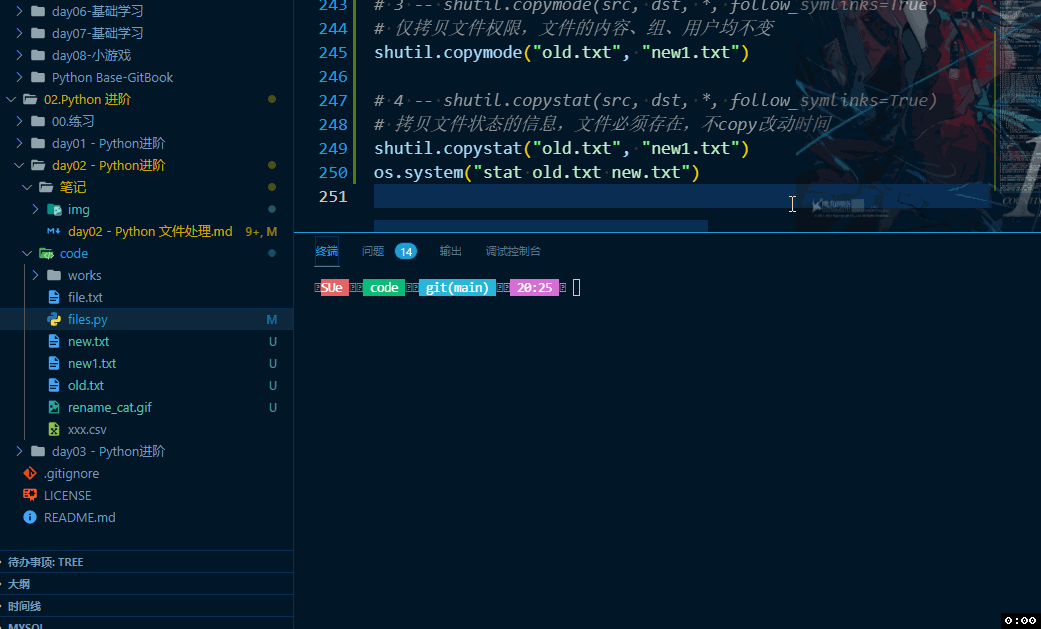 day06-基础学习
day07-基础学习
day08-小游戏
Python Base-GitBook
02.Python 进阶
00.练习
day01 - Python进阶
day02 - Python进阶
笔记
img
day02 - Python 文件处理.md 9+, M
code
works
file.txt
files.py M
new.txt U
new1.txt U
old.txt U
rename_cat.gif U
xxx.csv
day03 - Python进阶
.gitignore
LICENSE
README.md
待办事项: TREE
大纲
时间线
MYSQL
243 # 3 -- shutil.copymode(src, dst, *, follow_symlinks=True)
244 # 仅拷贝文件权限，文件的内容、组、用户均不变
245 shutil.copymode("old.txt", "new1.txt")
246
247 # 4 -- shutil.copystat(src, dst, *, follow_symlinks=True)
248 # 拷贝文件状态的信息，文件必须存在，不copy改动时间
249 shutil.copystat("old.txt", "new1.txt")
250 os.system("stat old.txt new.txt")
251
终端 问题 14 输出 调试控制台
SUe code git(main) 20:25
0:00